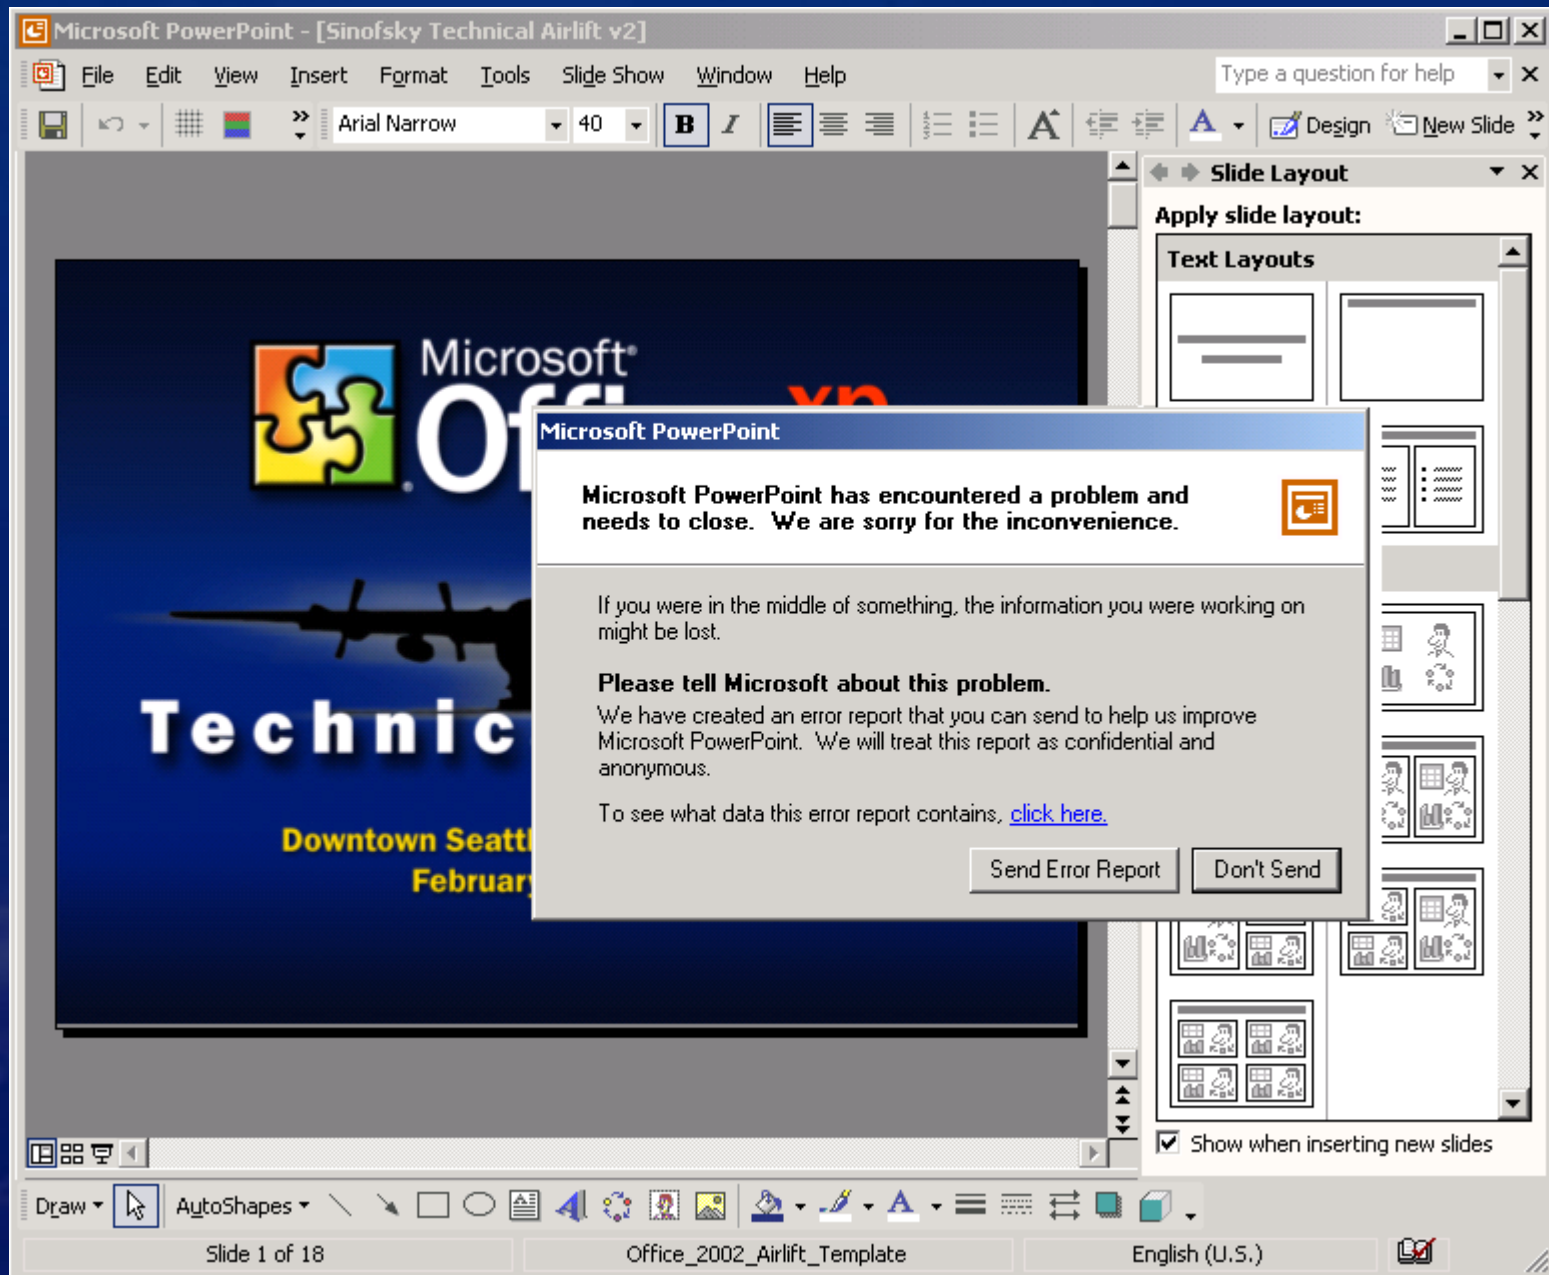 Microsoft PowerPoint - [Sinofsky Technical Airlift v2]
File Edit View Insert Format Tools Slide Show Window Help Type a question for help
Arial Narrow 40 B I A A Design New Slide
Slide Layout
Apply slide layout:
Text Layouts
Microsoft®
Offi xp
Technic
Downtown Seattl
February
Microsoft PowerPoint
Microsoft PowerPoint has encountered a problem and
needs to close. We are sorry for the inconvenience.
If you were in the middle of something, the information you were working on
might be lost.
Please tell Microsoft about this problem.
We have created an error report that you can send to help us improve
Microsoft PowerPoint. We will treat this report as confidential and
anonymous.
To see what data this error report contains, click here.
Send Error Report Don't Send
Show when inserting new slides
Draw AutoShapes A A
Slide 1 of 18 Office_2002_Airlift_Template English (U.S.)